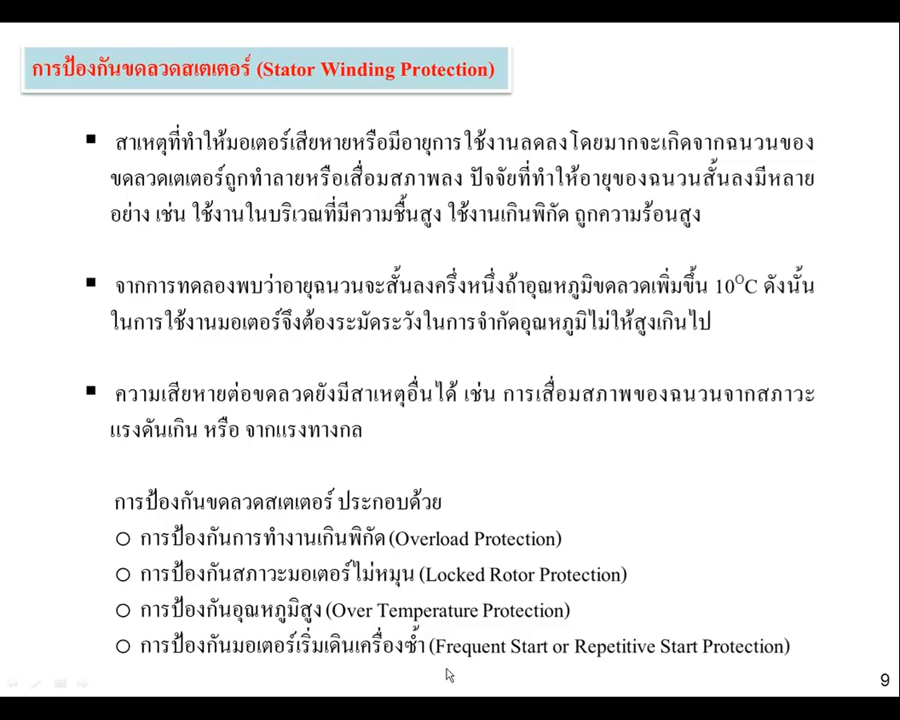 การป้องกันขดลวดสเตเตอร์ (Stator Winding Protection)
▪ สาเหตุที่ทำให้มอเตอร์เสียหายหรือมีอายุการใช้งานลดลงโดยมากจะเกิดจากฉนวนของ
ขดลวดเตเตอร์ถูกทำลายหรือเสื่อมสภาพลง ปัจจัยที่ทำให้อายุของฉนวนสั้นลงมีหลาย
อย่าง เช่น ใช้งานในบริเวณที่มีความชื้นสูง ใช้งานเกินพิกัด ถูกความร้อนสูง
▪ จากการทดลองพบว่าอายุฉนวนจะสั้นลงครึ่งหนึ่งถ้าอุณหภูมิขดลวดเพิ่มขึ้น 10°C ดังนั้น
ในการใช้งานมอเตอร์จึงต้องระมัดระวังในการจำกัดอุณหภูมิไม่ให้สูงเกินไป
▪ ความเสียหายต่อขดลวดยังมีสาเหตุอื่นได้ เช่น การเสื่อมสภาพของฉนวนจากสภาวะ
แรงดันเกิน หรือ จากแรงทางกล
การป้องกันขดลวดสเตเตอร์ ประกอบด้วย
○ การป้องกันการทำงานเกินพิกัด (Overload Protection)
○ การป้องกันสภาวะมอเตอร์ไม่หมุน (Locked Rotor Protection)
○ การป้องกันอุณหภูมิสูง (Over Temperature Protection)
○ การป้องกันมอเตอร์เริ่มเดินเครื่องซ้ำ (Frequent Start or Repetitive Start Protection)
9